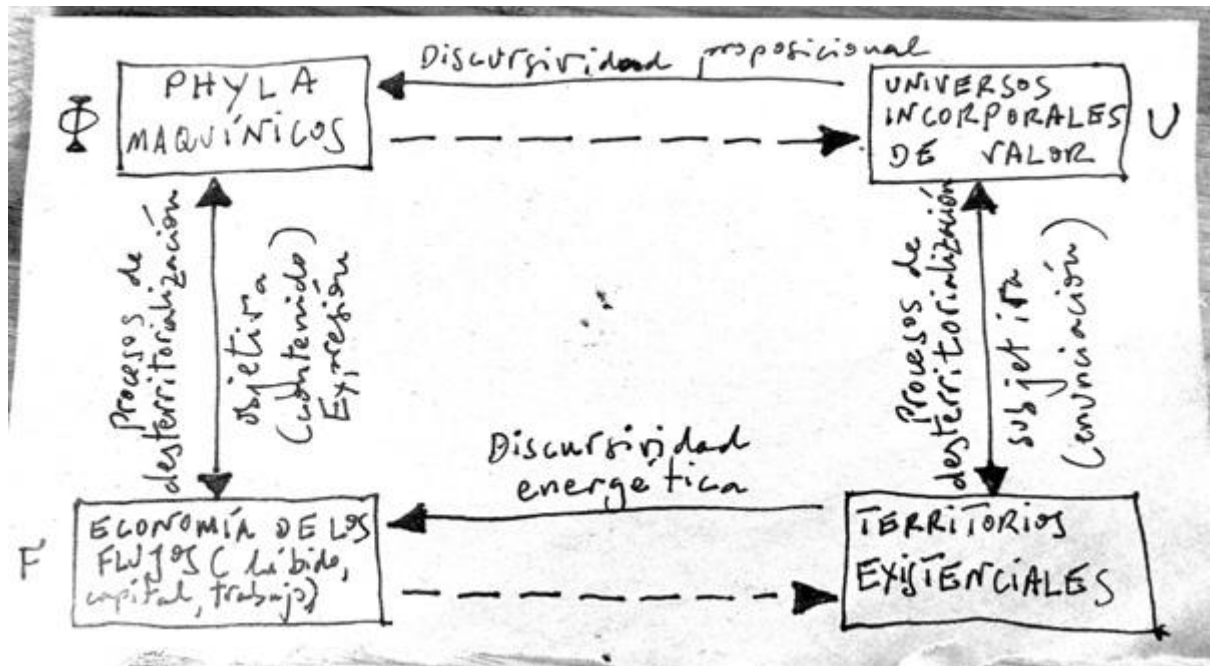 Discursividad proposicional
Φ
PHYLA
MAQUÍNICOS
UNIVERSOS
INCORPORALES
DE VALOR
U
Procesos de
desterritorialización
objetiva
(contenido)
Expresión
Procesos de
desterritorialización
subjetiva
(enunciación)
Discursividad
energética
F
ECONOMÍA DE LOS
FLUJOS (Líbido,
capital, trabajo)
TERRITORIOS
EXISTENCIALES